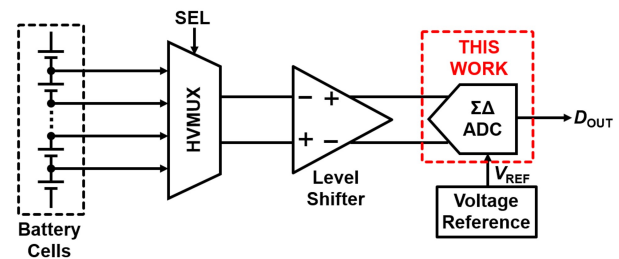 SEL
THIS
WORK
HVMUX
− +
+ −
ΣΔ
ADC
DOUT
Level
Shifter
VREF
Voltage
Reference
Battery
Cells